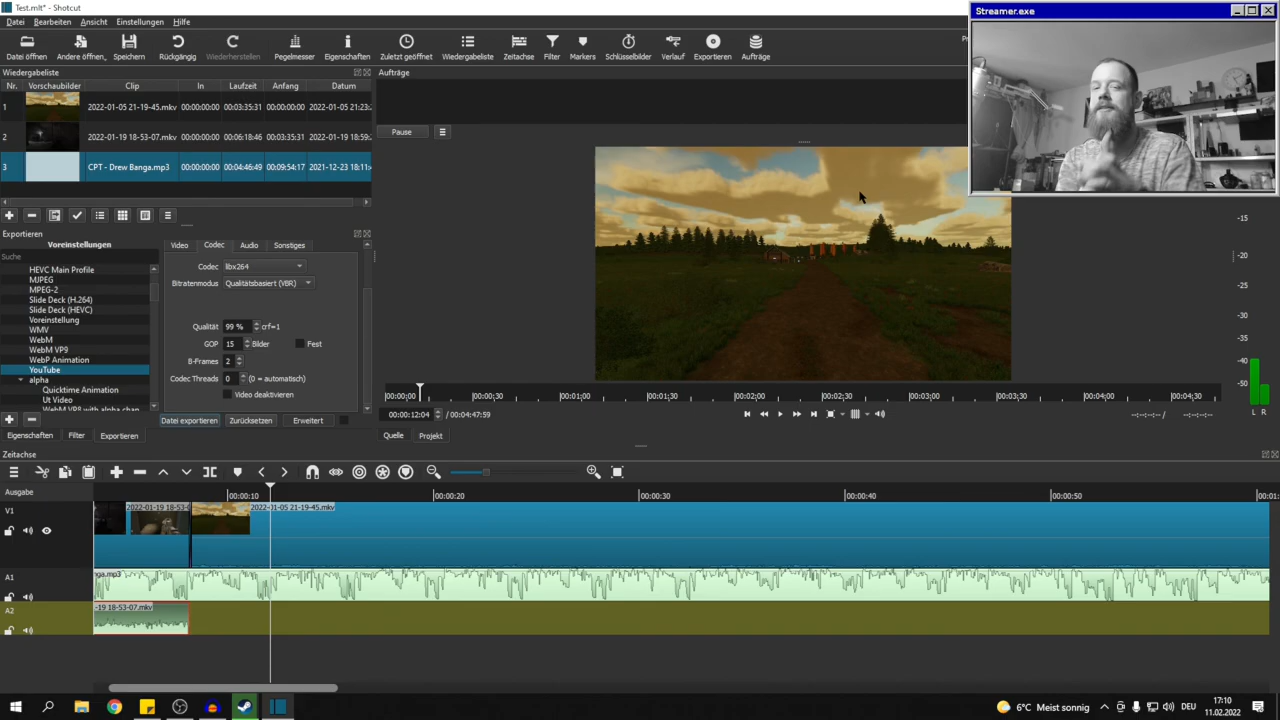 Test.mlt* - Shotcut
Streamer.exe
Datei Bearbeiten Ansicht Einstellungen Hilfe
Datei öffnen Andere öffnen... Speichern Rückgängig Wiederherstellen Pegelmesser Eigenschaften Zuletzt geöffnet Wiedergabeliste Zeitachse Filter Markers Schlüsselbilder Verlauf Exportieren Aufträge
Wiedergabeliste
Aufträge
Nr. Vorschaubilder Clip In Laufzeit Anfang Datum
1 2022-01-05 21-19-45.mkv 00:00:00:00 00:03:35:31 00:00:00:00 2022-01-05 21:23:
2 2022-01-19 18-53-07.mkv 00:00:00:00 00:06:18:46 00:03:35:31 2022-01-19 18:59:
3 CPT - Drew Banga.mp3 00:00:00:00 00:04:46:49 00:09:54:17 2021-12-23 18:11:
Pause
Exportieren
Voreinstellungen
Suche
HEVC Main Profile
MJPEG
MPEG-2
Slide Deck (H.264)
Slide Deck (HEVC)
Voreinstellung
WMV
WebM
WebM VP9
WebP Animation
YouTube
alpha
Quicktime Animation
Ut Video
WebM VP8 with alpha chan
Video Codec Audio Sonstiges
Codec libx264
Bitratenmodus Qualitätsbasiert (VBR)
Qualität 99 % crf=1
GOP 15 Bilder Fest
B-Frames 2
Codec Threads 0 (0 = automatisch)
Video deaktivieren
Datei exportieren Zurücksetzen Erweitert
Eigenschaften Filter Exportieren
-15
-20
-25
-30
-35
-40
-50
L R
00:00:00 00:00:30 00:01:00 00:01:30 00:02:00 00:02:30 00:03:00 00:03:30 00:04:00 00:04:30
00:00:12:04 / 00:04:47:59 --:--:--:-- / --:--:--:--
Quelle Projekt
Zeitachse
Ausgabe 00:00:10 00:00:20 00:00:30 00:00:40 00:00:50
V1 2022-01-19 18-53- 2022-01-05 21-19-45.mkv
A1 nga.mp3
A2 -19 18-53-07.mkv
6°C Meist sonnig DEU 17:10
11.02.2022